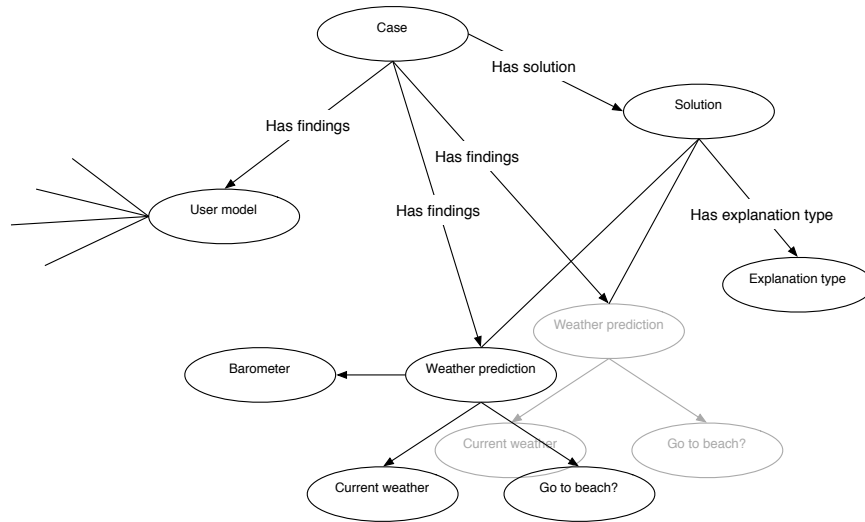 Case
Has solution
Solution
Has findings
Has findings
User model
Has findings
Has explanation type
Explanation type
Weather prediction
Barometer
Weather prediction
Current weather
Go to beach?
Current weather
Go to beach?